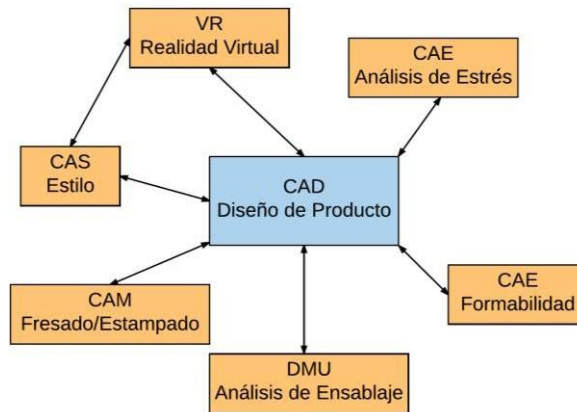 VR
Realidad Virtual
CAE
Análisis de Estrés
CAS
Estilo
CAD
Diseño de Producto
CAM
Fresado/Estampado
CAE
Formabilidad
DMU
Análisis de Ensablaje